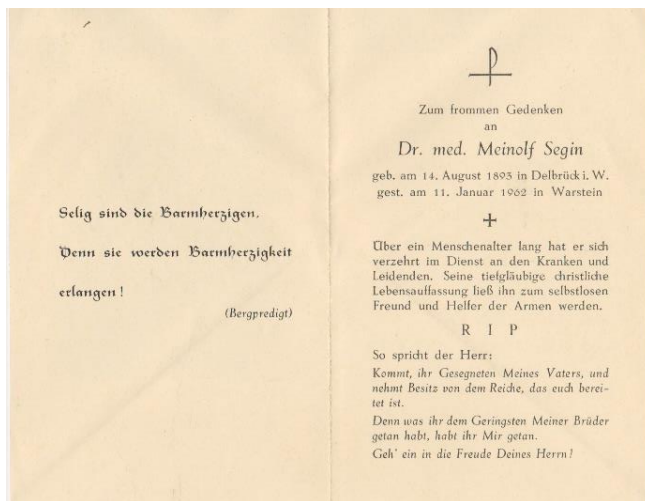 Selig sind die Barmherzigen.
Denn sie werden Barmherzigkeit
erlangen!
(Bergpredigt)
Zum frommen Gedenken
an
Dr. med. Meinolf Segin
geb. am 14. August 1893 in Delbrück i. W.
gest. am 11. Januar 1962 in Warstein
Über ein Menschenalter lang hat er sich
verzehrt im Dienst an den Kranken und
Leidenden. Seine tiefgläubige christliche
Lebensauffassung ließ ihn zum selbstlosen
Freund und Helfer der Armen werden.
R I P
So spricht der Herr:
Kommt, ihr Gesegneten Meines Vaters, und
nehmt Besitz von dem Reiche, das euch berei-
tet ist.
Denn was ihr dem Geringsten Meiner Brüder
getan habt, habt ihr Mir getan.
Geh' ein in die Freude Deines Herrn!